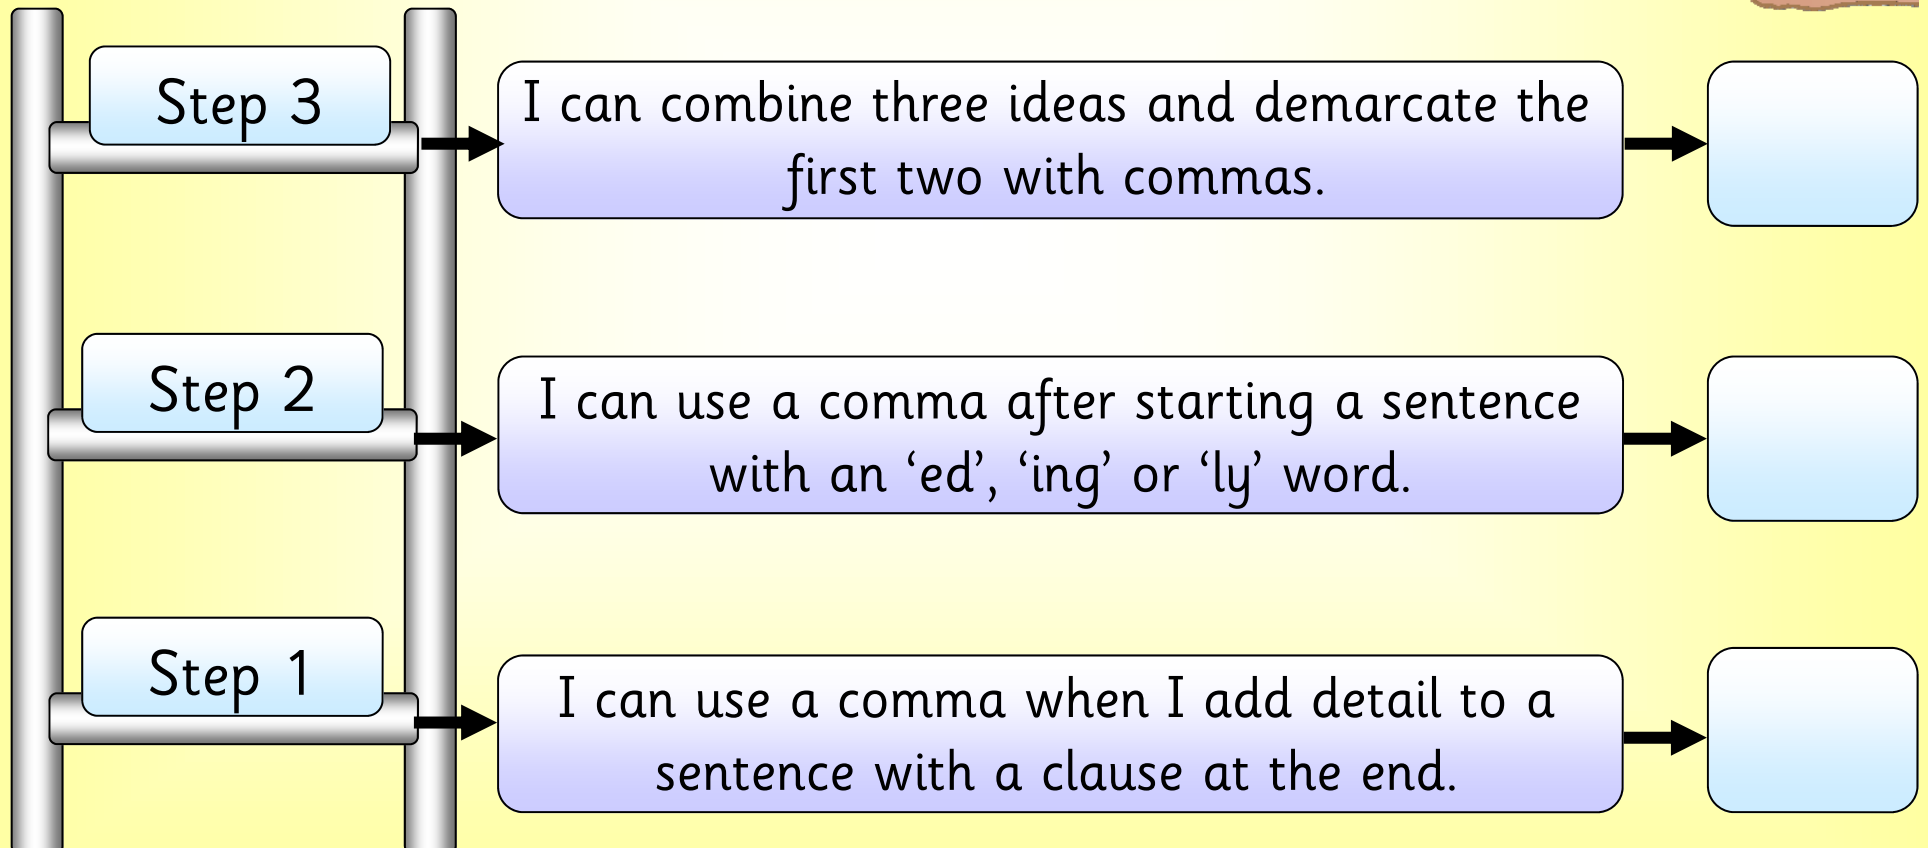 Step 3
I can combine three ideas and demarcate the
first two with commas.
Step 2
I can use a comma after starting a sentence
with an ‘ed’, ‘ing’ or ‘ly’ word.
Step 1
I can use a comma when I add detail to a
sentence with a clause at the end.